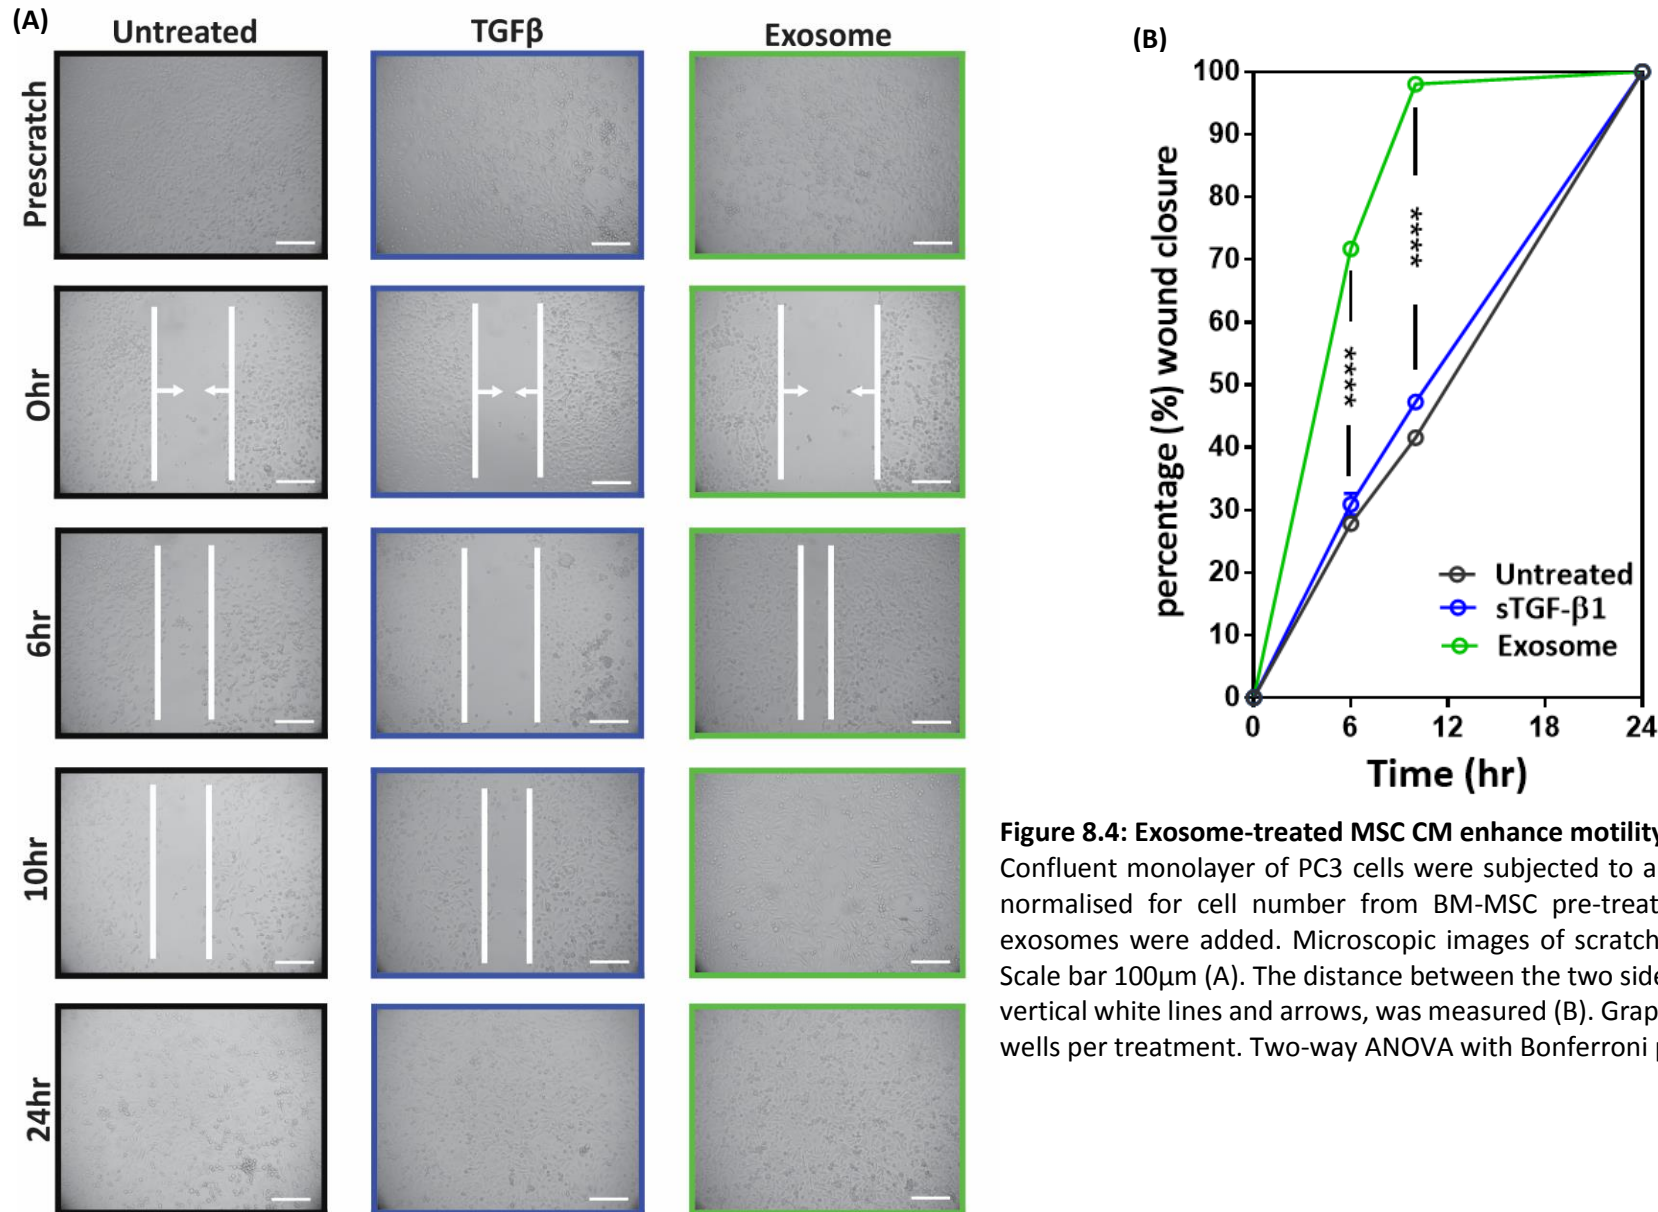 (A)
Untreated
TGFβ
Exosome
Prescratch
0hr
6hr
10hr
24hr
(B)
percentage (%) wound closure
100
90
80
70
60
50
40
30
20
10
0
****
****
Untreated
sTGF-β1
Exosome
0
6
12
18
24
Time (hr)
Figure 8.4: Exosome-treated MSC CM enhance motility
Confluent monolayer of PC3 cells were subjected to a
normalised for cell number from BM-MSC pre-treat
exosomes were added. Microscopic images of scratch
Scale bar 100µm (A). The distance between the two side
vertical white lines and arrows, was measured (B). Grap
wells per treatment. Two-way ANOVA with Bonferroni p